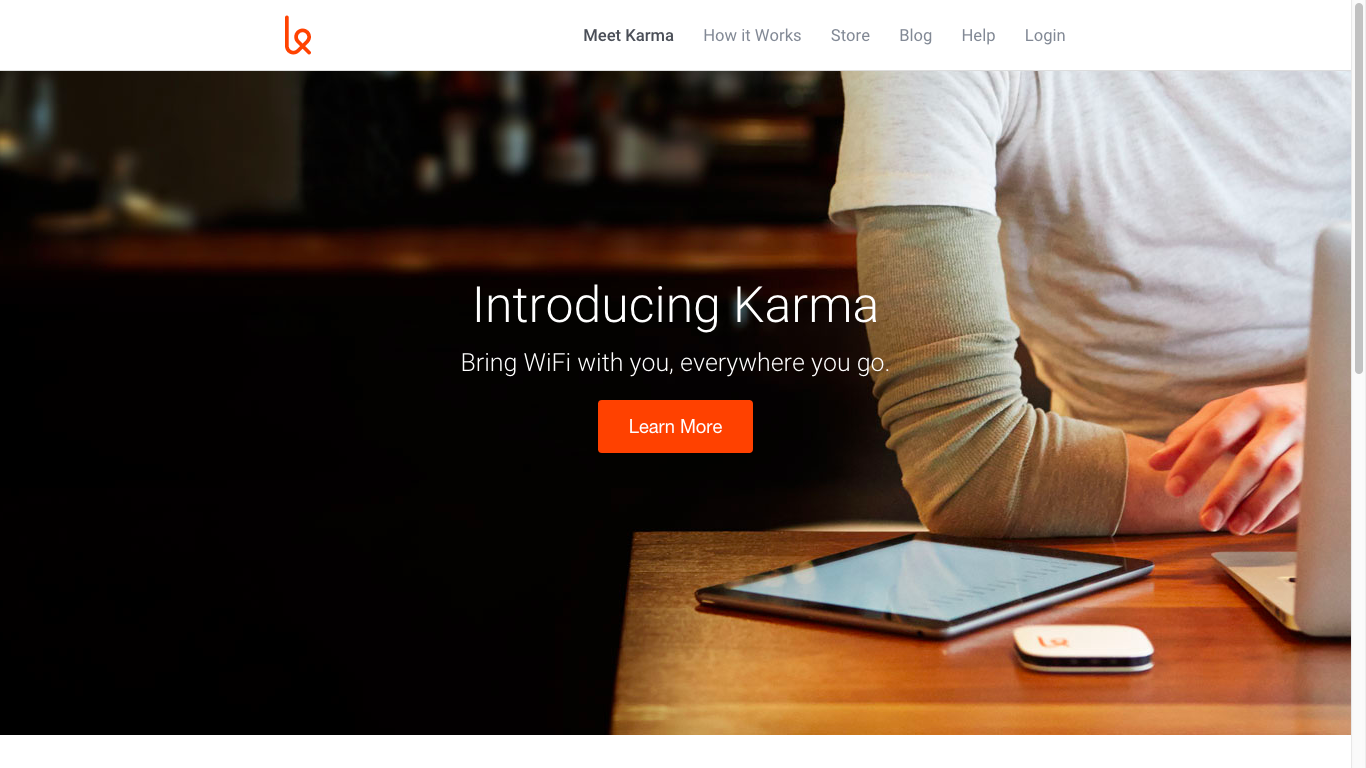 Meet Karma
How it Works
Store
Blog
Help
Login
Introducing Karma
Bring WiFi with you, everywhere you go.
Learn More